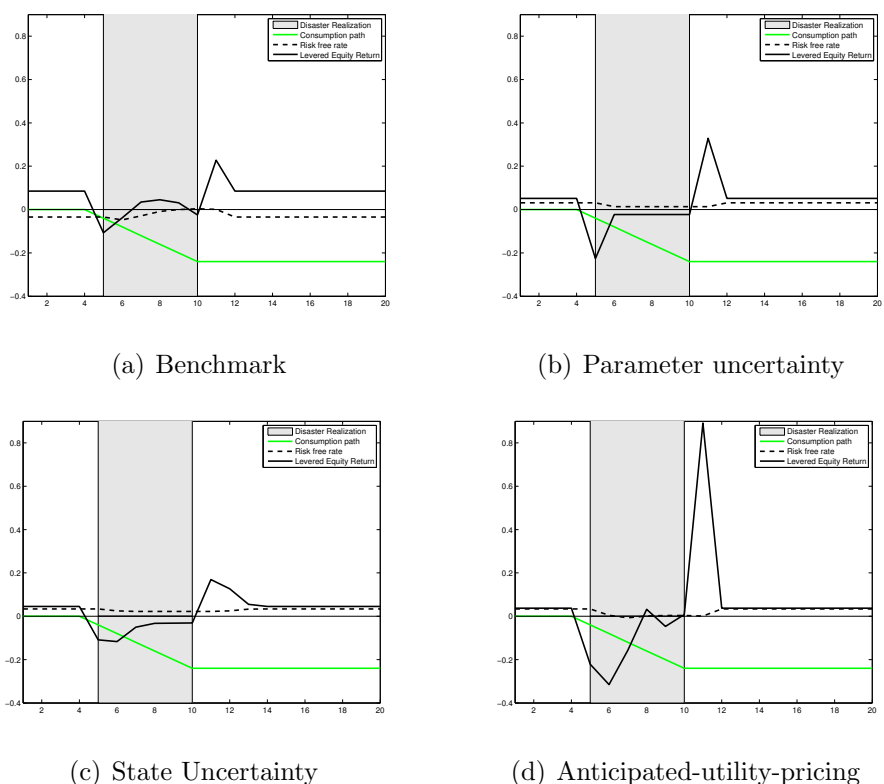 0.8
0.6
0.4
0.2
0
−0.2
−0.4
2 4 6 8 10 12 14 16 18 20
Disaster Realization
Consumption path
Risk free rate
Levered Equity Return
(a) Benchmark
0.8
0.6
0.4
0.2
0
−0.2
−0.4
2 4 6 8 10 12 14 16 18 20
Disaster Realization
Consumption path
Risk free rate
Levered Equity Return
(b) Parameter uncertainty
0.8
0.6
0.4
0.2
0
−0.2
−0.4
2 4 6 8 10 12 14 16 18 20
Disaster Realization
Consumption path
Risk free rate
Levered Equity Return
(c) State Uncertainty
0.8
0.6
0.4
0.2
0
−0.2
−0.4
2 4 6 8 10 12 14 16 18 20
Disaster Realization
Consumption path
Risk free rate
Levered Equity Return
(d) Anticipated-utility-pricing